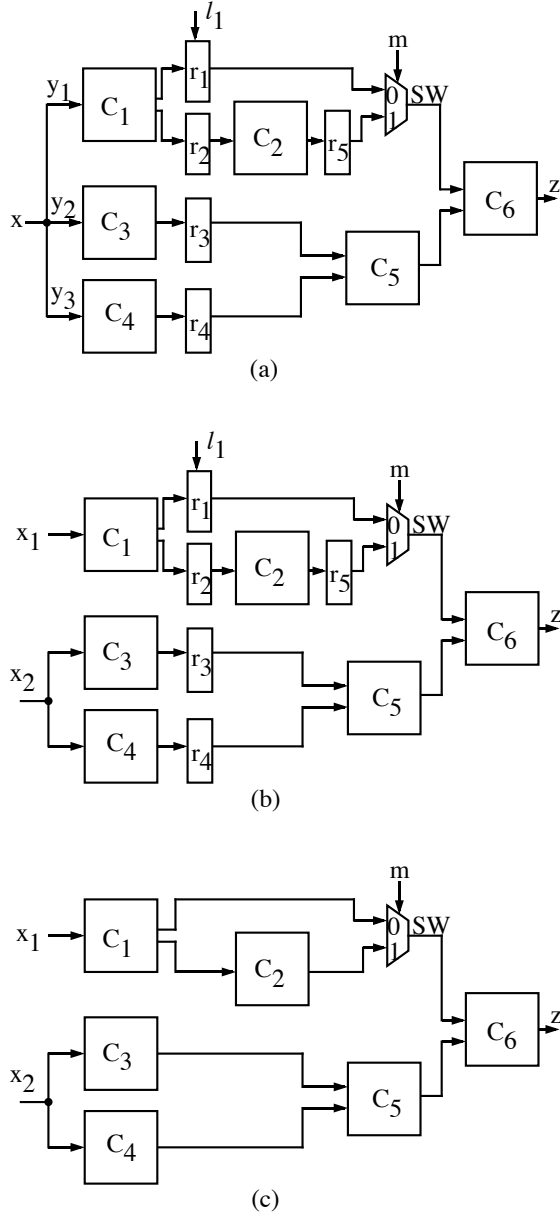 l1
m
y1 C1 r1 0 SW
r2 C2 r5 1
z
x y2 C3 r3 C6
C5
y3 C4 r4
(a)
l1
m
x1 C1 r1 0 SW
r2 C2 r5 1
z
C3 r3 C6
x2 C5
C4 r4
(b)
m
x1 C1 0 SW
C2 1
z
C3 C6
x2 C5
C4
(c)